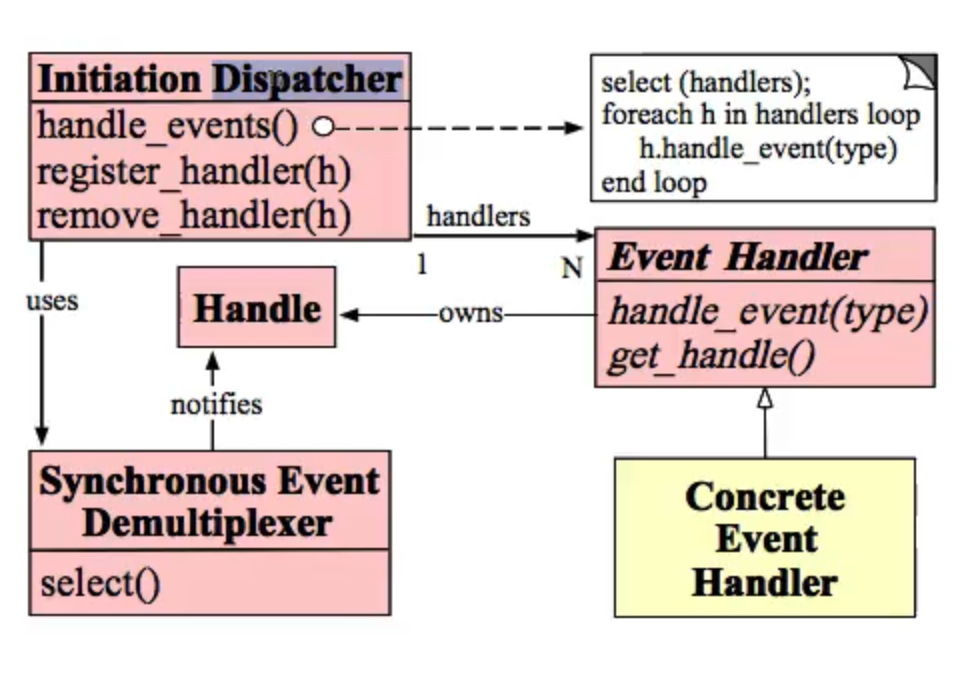 Initiation Dispatcher
handle_events()
register_handler(h)
remove_handler(h)
select (handlers);
foreach h in handlers loop
h.handle_event(type)
end loop
handlers
1
N
Event Handler
handle_event(type)
get_handle()
uses
Handle
owns
notifies
Synchronous Event
Demultiplexer
select()
Concrete
Event
Handler